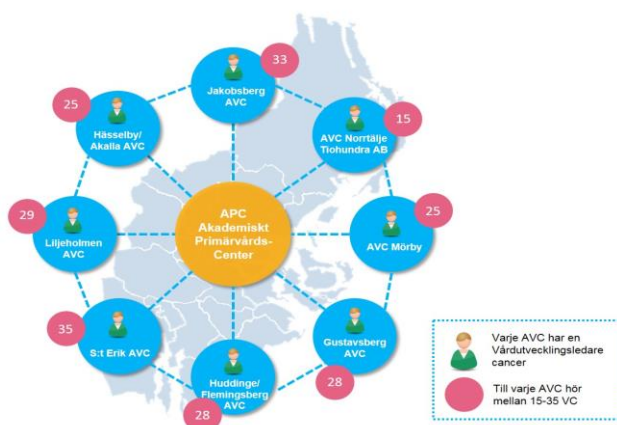 33
Jakobsberg
AVC
25
Hässelby/
Akalla AVC
15
AVC Norrtälje
Tiohundra AB
29
Liljeholmen
AVC
APC
Akademiskt
Primärvårds-
Center
25
AVC Mörby
35
S:t Erik AVC
Gustavsberg
AVC
28
Huddinge/
Flemingsberg
AVC
28
Varje AVC har en
Vårdutvecklingsledare
cancer
Till varje AVC hör
mellan 15-35 VC